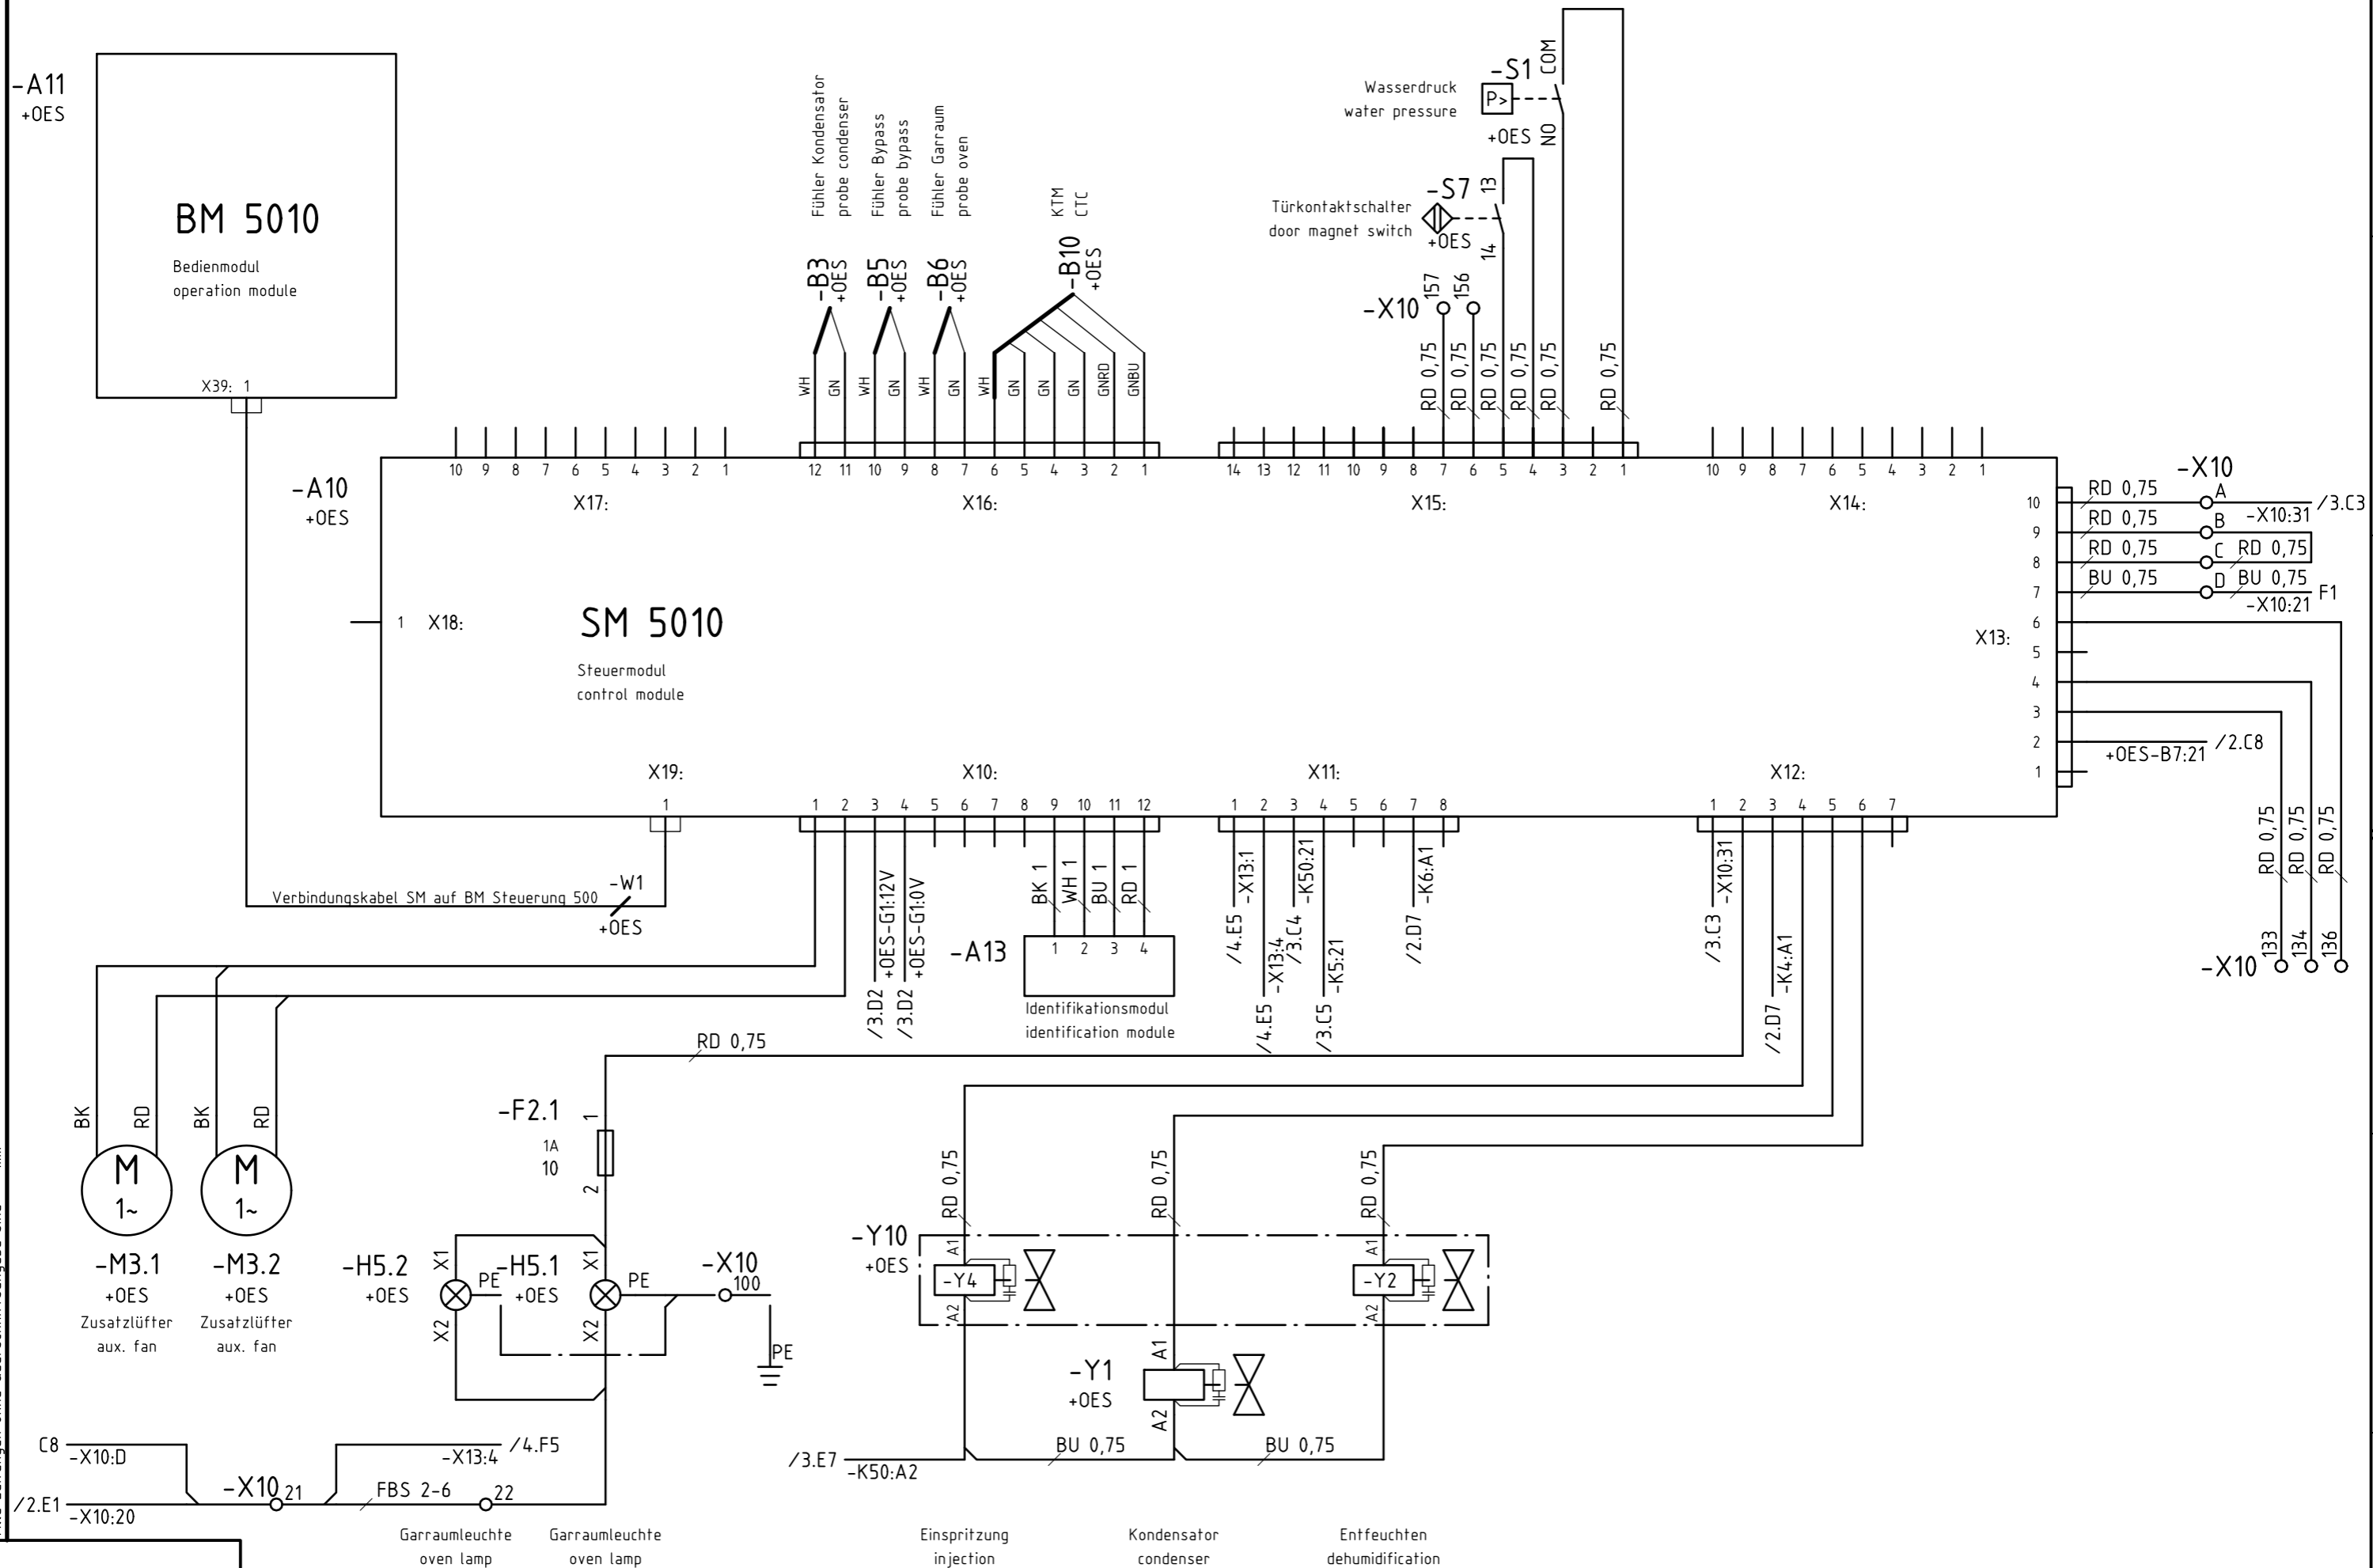 -A11
+OES
BM 5010
Bedienmodul
operation module
X39: 1
Fühler Kondensator
probe condenser
Fühler Bypass
probe bypass
Fühler Garraum
probe oven
KTM
CTC
-B3
+OES
-B5
+OES
-B6
+OES
-B10
+OES
WH
GN
WH
GN
WH
GN
WH
GN
GN
GN
GNRD
GNBU
Wasserdruck
water pressure
-S1
P>
+OES
COM
NO
Türkontaktschalter
door magnet switch
-S7
+OES
13
14
-X10
157
156
RD 0,75
RD 0,75
RD 0,75
RD 0,75
RD 0,75
RD 0,75
-A10
+OES
10 9 8 7 6 5 4 3 2 1
X17:
12 11 10 9 8 7 6 5 4 3 2 1
X16:
14 13 12 11 10 9 8 7 6 5 4 3 2 1
X15:
10 9 8 7 6 5 4 3 2 1
X14:
1 X18:
SM 5010
Steuermodul
control module
X13:
10
9
8
7
6
5
4
3
2
1
-X10
RD 0,75
A
-X10:31
/3.C3
RD 0,75
B
RD 0,75
C
RD 0,75
BU 0,75
D
BU 0,75
-X10:21
F1
+OES-B7:21
/2.C8
RD 0,75
RD 0,75
RD 0,75
-X10
133
134
136
X19:
1
X10:
1 2 3 4 5 6 7 8 9 10 11 12
X11:
1 2 3 4 5 6 7 8
X12:
1 2 3 4 5 6 7
Verbindungskabel SM auf BM Steuerung 500
-W1
+OES
/3.D2
+OES-G1:12V
/3.D2
+OES-G1:0V
BK 1
WH 1
BU 1
RD 1
-A13
1 2 3 4
Identifikationsmodul
identification module
/4.E5
-X13:1
/4.E5
-X13:4
/3.C4
-K50:21
/3.C5
-K5:21
/2.D7
-K6:A1
/3.C3
-X10:31
/2.D7
-K4:A1
RD 0,75
BK
RD
BK
RD
M
1~
M
1~
-M3.1
+OES
Zusatzlüfter
aux. fan
-M3.2
+OES
Zusatzlüfter
aux. fan
-F2.1
1A
10
1
2
-H5.2
+OES
X1
X2
PE
-H5.1
+OES
X1
X2
PE
-X10
100
PE
RD 0,75
RD 0,75
RD 0,75
-Y10
+OES
A1
-Y4
A2
A1
-Y2
A2
-Y1
+OES
A1
A2
BU 0,75
BU 0,75
/3.E7
-K50:A2
C8
-X10:D
-X13:4
/4.F5
/2.E1
-X10:20
-X10
21
FBS 2-6
22
Garraumleuchte
oven lamp
Garraumleuchte
oven lamp
Einspritzung
injection
Kondensator
condenser
Entfeuchten
dehumidification